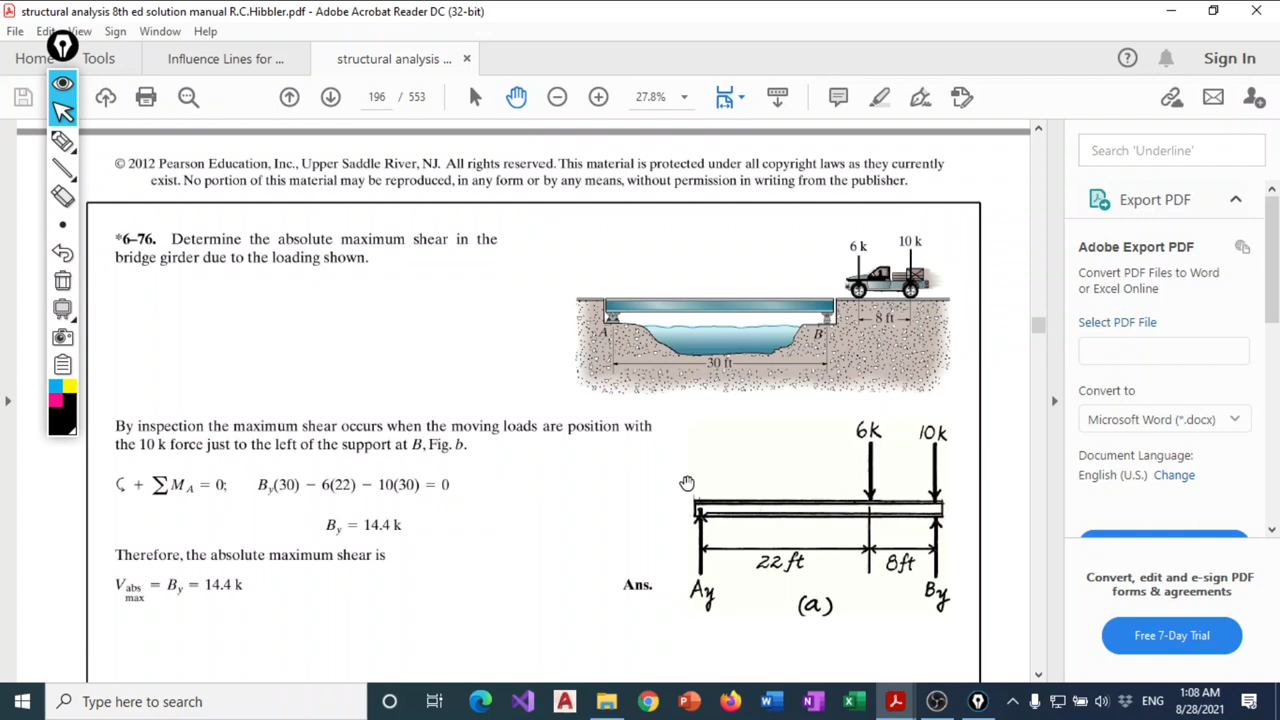 structural analysis 8th ed solution manual R.C.Hibbler.pdf - Adobe Acrobat Reader DC (32-bit)
File Edit View Sign Window Help
Home Tools Influence Lines for ... structural analysis ... × Sign In
196 / 553 27.8%
© 2012 Pearson Education, Inc., Upper Saddle River, NJ. All rights reserved. This material is protected under all copyright laws as they currently
exist. No portion of this material may be reproduced, in any form or by any means, without permission in writing from the publisher.
*6–76. Determine the absolute maximum shear in the
bridge girder due to the loading shown.
6 k 10 k
8 ft
A B
30 ft
By inspection the maximum shear occurs when the moving loads are position with
the 10 k force just to the left of the support at B, Fig. b.
ζ + ∑M_A = 0; B_y(30) − 6(22) − 10(30) = 0
B_y = 14.4 k
Therefore, the absolute maximum shear is
V_abs max = B_y = 14.4 k Ans.
6k 10k
22 ft 8ft
Ay By
(a)
Search 'Underline'
Export PDF
Adobe Export PDF
Convert PDF Files to Word
or Excel Online
Select PDF File
Convert to
Microsoft Word (*.docx)
Document Language:
English (U.S.) Change
Convert, edit and e-sign PDF
forms & agreements
Free 7-Day Trial
Type here to search
ENG
1:08 AM
8/28/2021